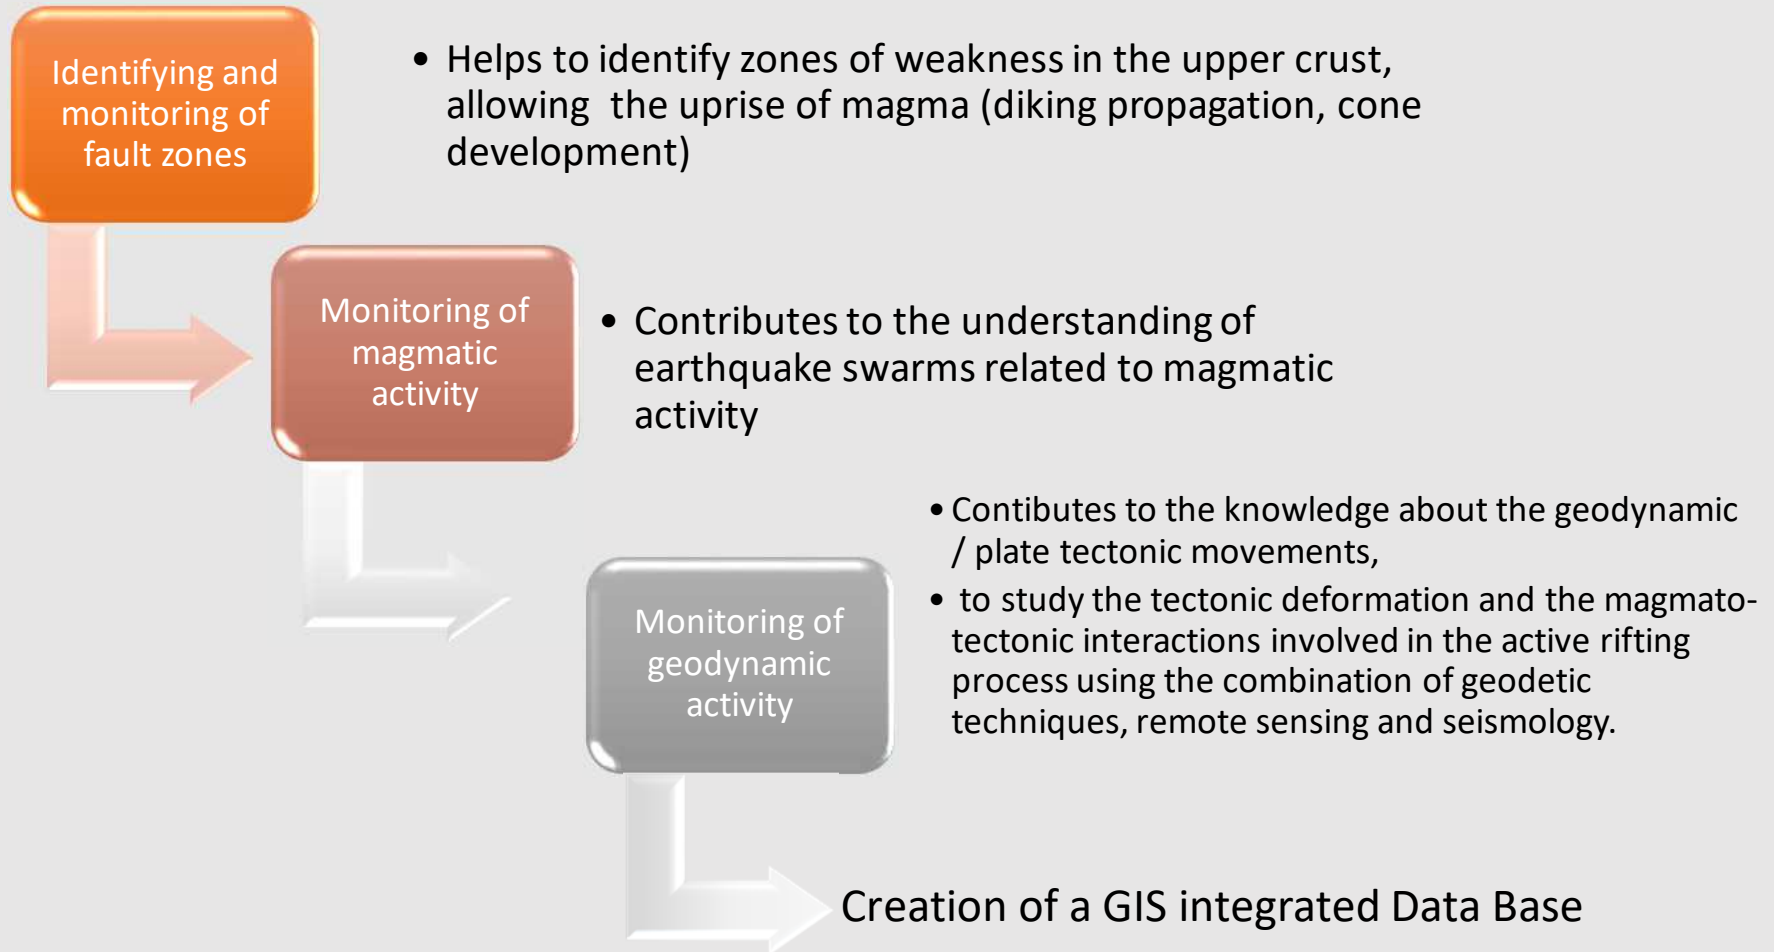 Identifying and
monitoring of
fault zones
• Helps to identify zones of weakness in the upper crust,
allowing the uprise of magma (diking propagation, cone
development)
Monitoring of
magmatic
activity
• Contributes to the understanding of
earthquake swarms related to magmatic
activity
Monitoring of
geodynamic
activity
• Contibutes to the knowledge about the geodynamic
/ plate tectonic movements,
• to study the tectonic deformation and the magmato-
tectonic interactions involved in the active rifting
process using the combination of geodetic
techniques, remote sensing and seismology.
Creation of a GIS integrated Data Base